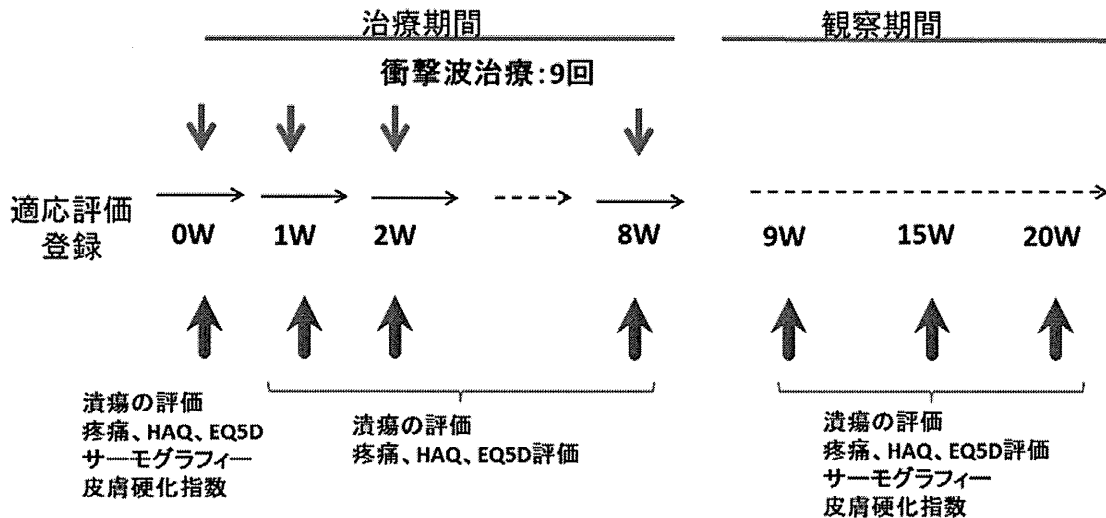 治療期間
観察期間
衝撃波治療:9回
適応評価
登録
0W
1W
2W
8W
9W
15W
20W
潰瘍の評価
疼痛、HAQ、EQ5D
サーモグラフィー
皮膚硬化指数
潰瘍の評価
疼痛、HAQ、EQ5D評価
潰瘍の評価
疼痛、HAQ、EQ5D評価
サーモグラフィー
皮膚硬化指数